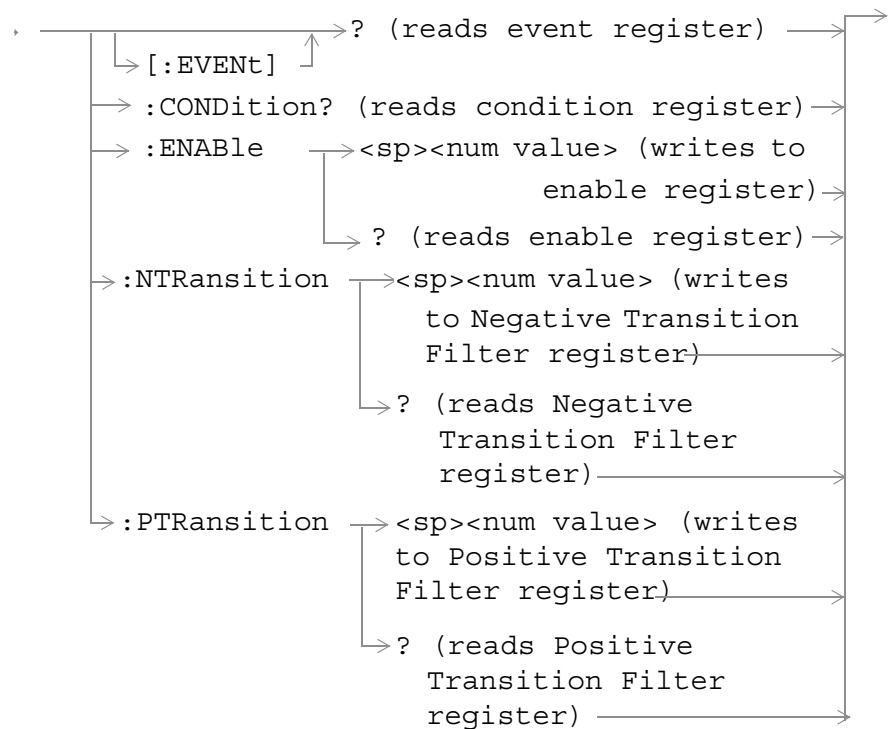 ? (reads event register)
[:EVENt]
:CONDition? (reads condition register)
:ENABle <sp><num value> (writes to
enable register)
? (reads enable register)
:NTRansition <sp><num value> (writes
to Negative Transition
Filter register)
? (reads Negative
Transition Filter
register)
:PTRansition <sp><num value> (writes
to Positive Transition
Filter register)
? (reads Positive
Transition Filter
register)